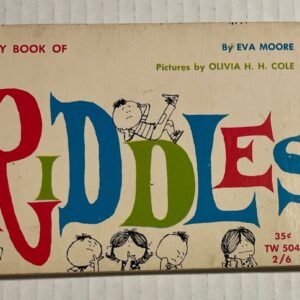 Y BOOK OF
By EVA MOORE
Pictures by OLIVIA H. H. COLE
RIDDLES
35¢
TW 504
2/6